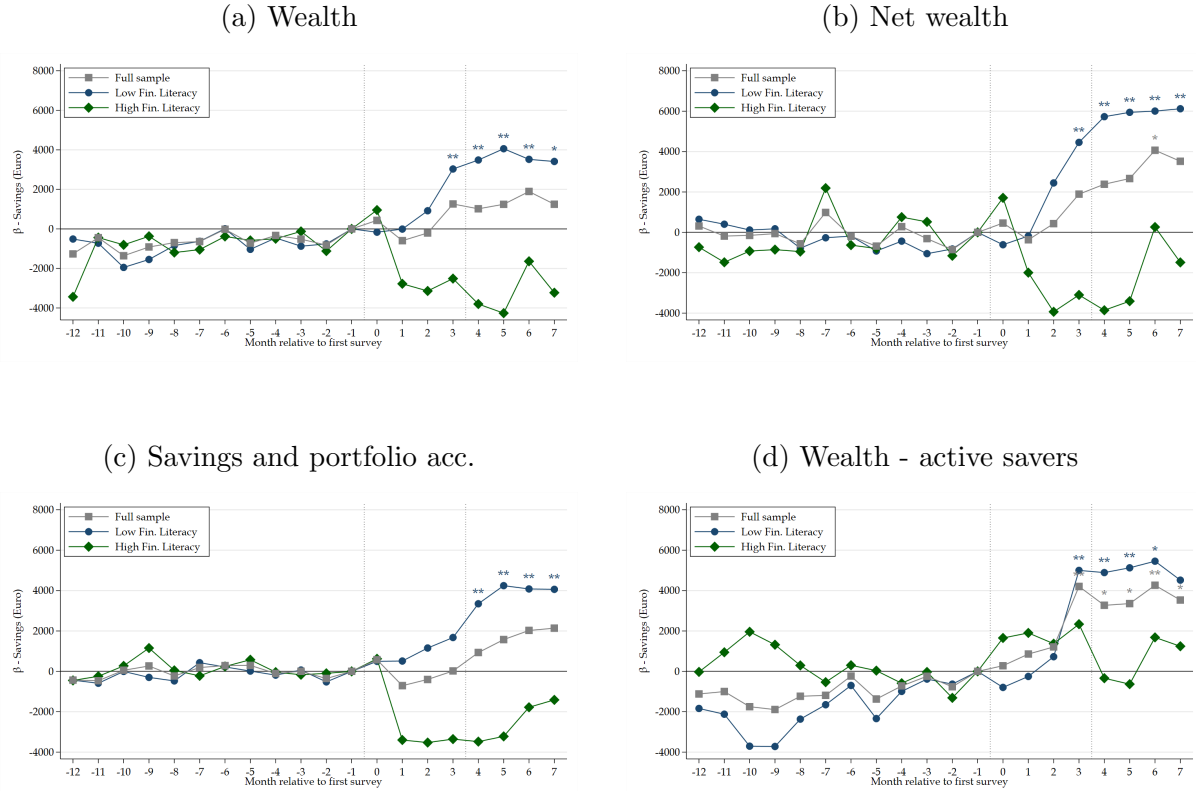 (a) Wealth
8000
6000
4000
2000
0
-2000
-4000
β - Savings (Euro)
Full sample
Low Fin. Literacy
High Fin. Literacy
** ** ** ** *
-12 -11 -10 -9 -8 -7 -6 -5 -4 -3 -2 -1 0 1 2 3 4 5 6 7
Month relative to first survey
(b) Net wealth
8000
6000
4000
2000
0
-2000
-4000
β - Savings (Euro)
Full sample
Low Fin. Literacy
High Fin. Literacy
** ** ** ** **
*
-12 -11 -10 -9 -8 -7 -6 -5 -4 -3 -2 -1 0 1 2 3 4 5 6 7
Month relative to first survey
(c) Savings and portfolio acc.
8000
6000
4000
2000
0
-2000
-4000
β - Savings (Euro)
Full sample
Low Fin. Literacy
High Fin. Literacy
** ** ** **
-12 -11 -10 -9 -8 -7 -6 -5 -4 -3 -2 -1 0 1 2 3 4 5 6 7
Month relative to first survey
(d) Wealth - active savers
8000
6000
4000
2000
0
-2000
-4000
β - Savings (Euro)
Full sample
Low Fin. Literacy
High Fin. Literacy
** ** ** *
* * ** *
-12 -11 -10 -9 -8 -7 -6 -5 -4 -3 -2 -1 0 1 2 3 4 5 6 7
Month relative to first survey